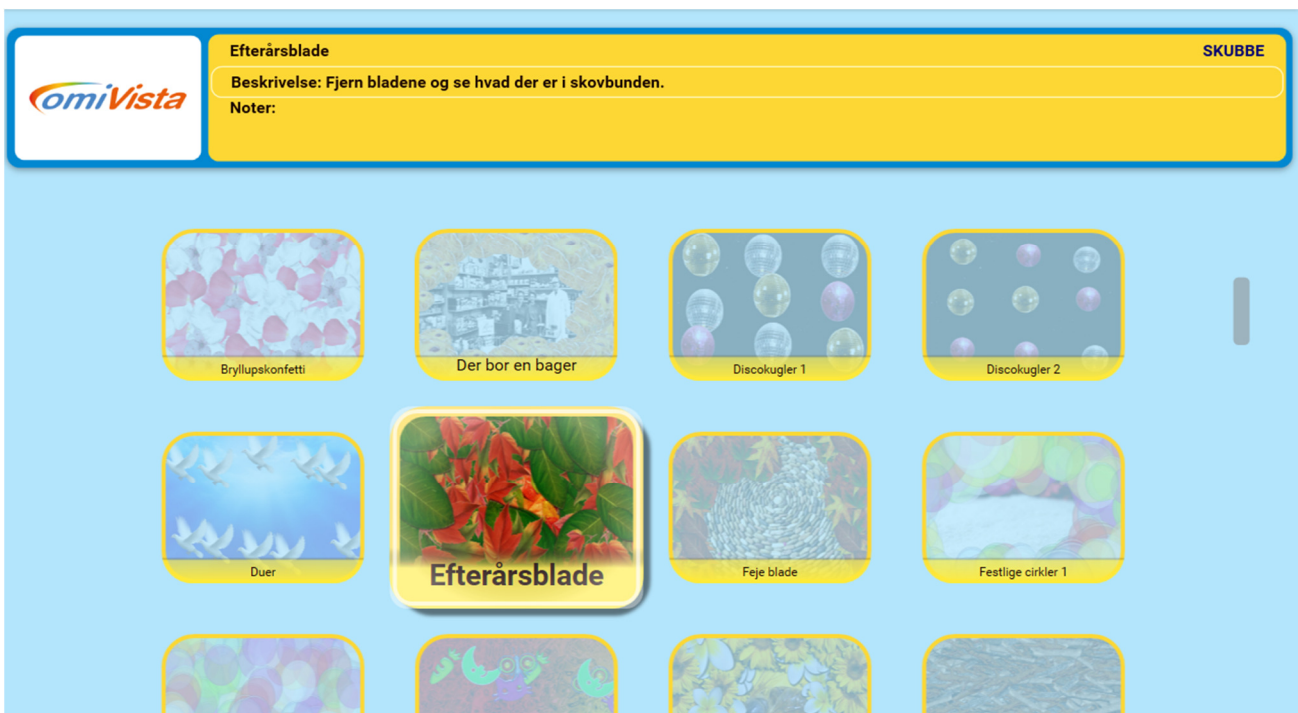 omiVista
Efterårsblade
SKUBBE
Beskrivelse: Fjern bladene og se hvad der er i skovbunden.
Noter:
Bryllupskonfetti
Der bor en bager
Discokugler 1
Discokugler 2
Duer
Efterårsblade
Feje blade
Festlige cirkler 1